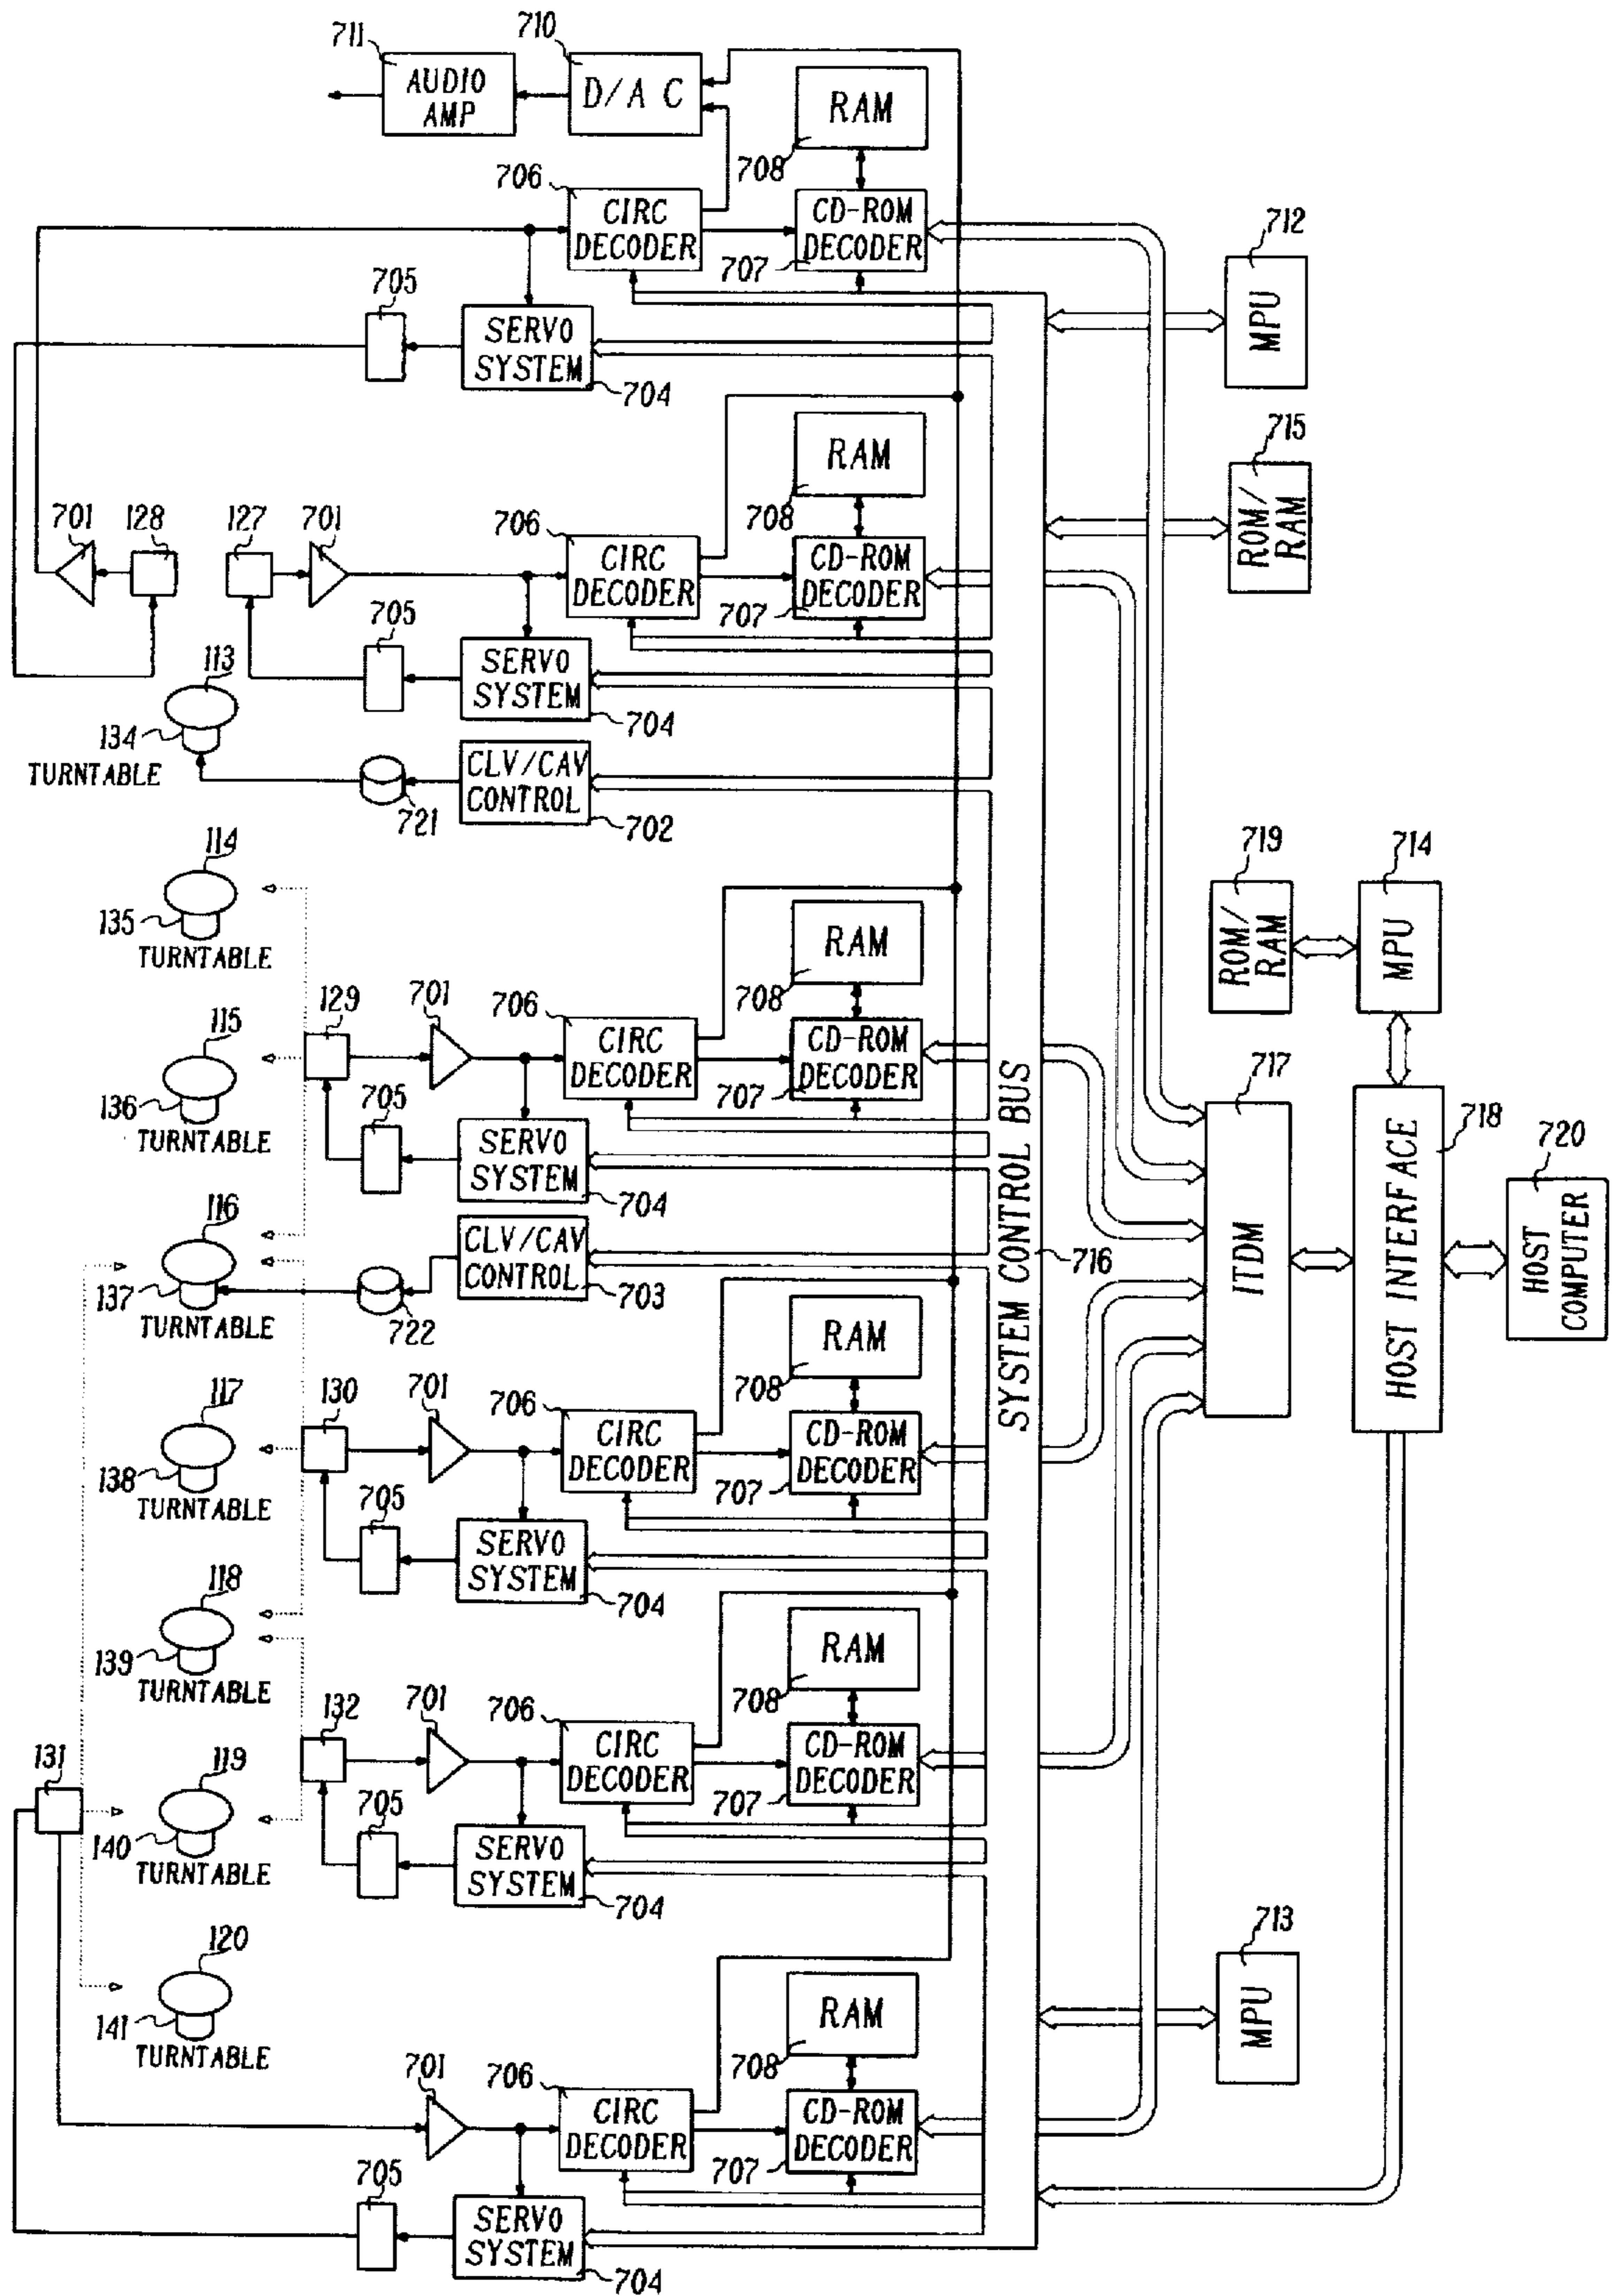 711
710
AUDIO
AMP
D/A C
RAM
708
706
CIRC
DECODER
CD-ROM
DECODER
707
712
MPU
705
SERVO
SYSTEM
704
715
ROM/
RAM
RAM
708
701
128
127
701
706
CIRC
DECODER
CD-ROM
DECODER
707
705
SERVO
SYSTEM
704
113
134
TURNTABLE
721
CLV/CAV
CONTROL
702
114
135
TURNTABLE
719
ROM/
RAM
714
MPU
RAM
708
129
701
706
CIRC
DECODER
CD-ROM
DECODER
707
115
136
TURNTABLE
705
SERVO
SYSTEM
704
SYSTEM CONTROL BUS
716
717
ITDM
HOST INTERFACE
718
720
HOST
COMPUTER
116
137
TURNTABLE
722
CLV/CAV
CONTROL
703
RAM
708
117
138
TURNTABLE
130
701
706
CIRC
DECODER
CD-ROM
DECODER
707
705
SERVO
SYSTEM
704
118
139
TURNTABLE
RAM
708
132
701
706
CIRC
DECODER
CD-ROM
DECODER
707
131
119
140
TURNTABLE
705
SERVO
SYSTEM
704
120
141
TURNTABLE
713
MPU
RAM
708
701
706
CIRC
DECODER
CD-ROM
DECODER
707
705
SERVO
SYSTEM
704